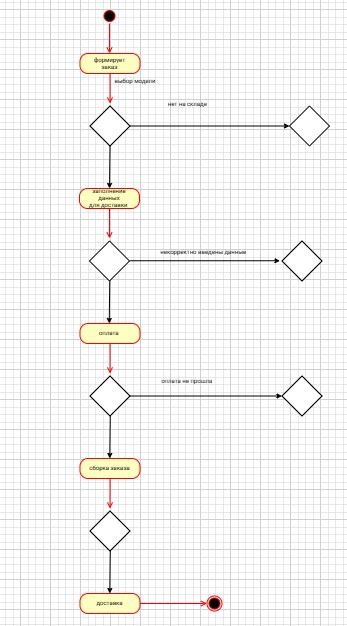 формирует
заказ
выбор модели
нет на складе
заполнение
данных
для доставки
некорректно введены данные
оплата
оплата не прошла
сборка заказа
доставка